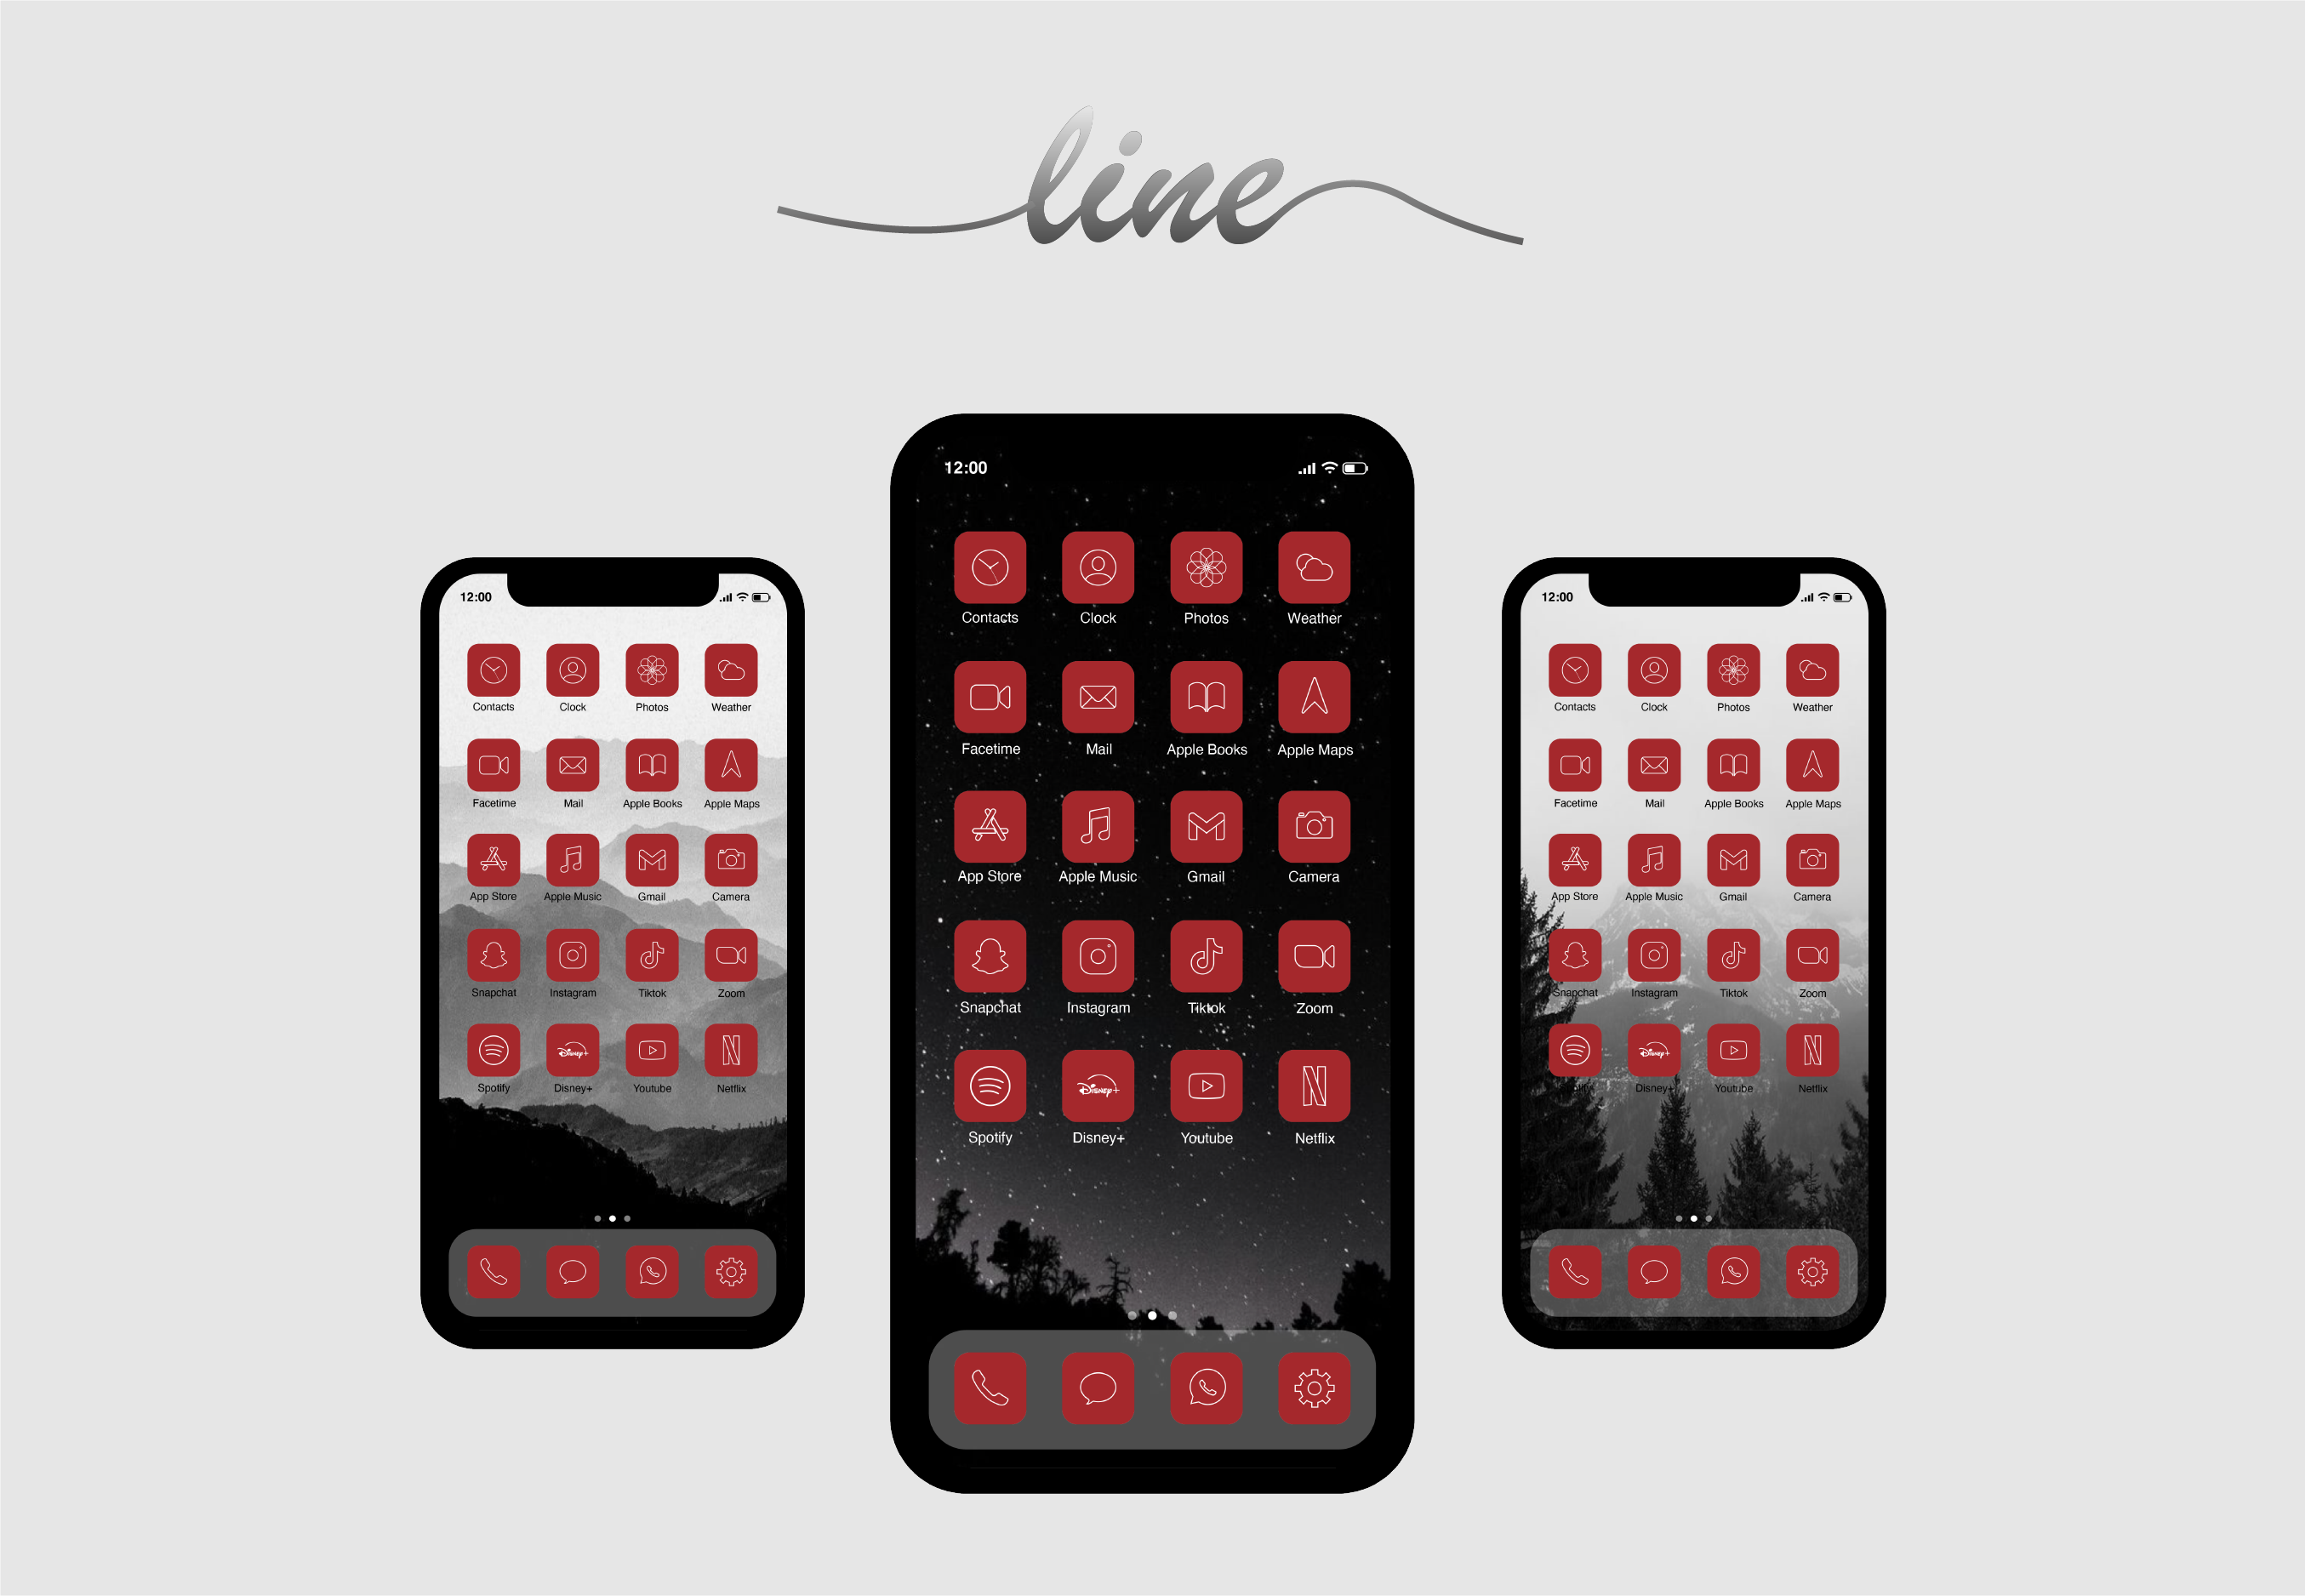 line
12:00
Contacts Clock Photos Weather
Facetime Mail Apple Books Apple Maps
App Store Apple Music Gmail Camera
Snapchat Instagram Tiktok Zoom
Disney+
Spotify Disney+ Youtube Netflix
12:00
Contacts Clock Photos Weather
Facetime Mail Apple Books Apple Maps
App Store Apple Music Gmail Camera
Snapchat Instagram Tiktok Zoom
Disney+
Spotify Disney+ Youtube Netflix
12:00
Contacts Clock Photos Weather
Facetime Mail Apple Books Apple Maps
App Store Apple Music Gmail Camera
Snapchat Instagram Tiktok Zoom
Disney+
Spotify Disney+ Youtube Netflix